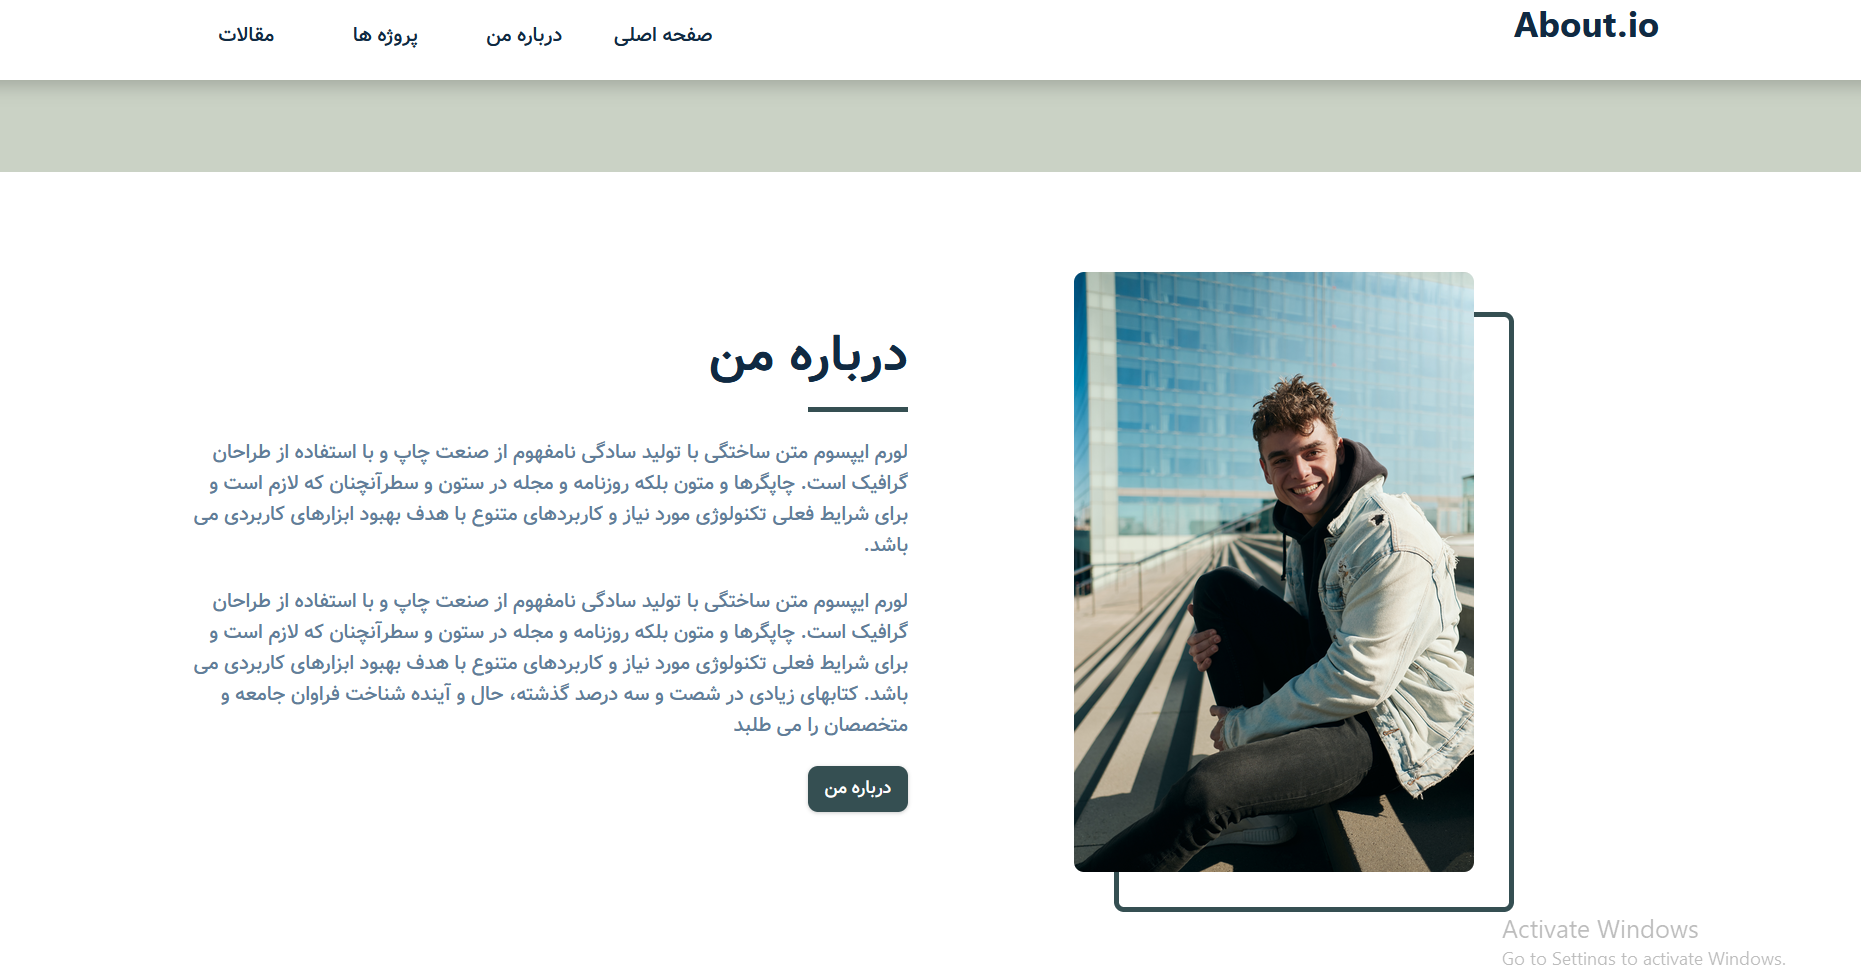 About.io
صفحه اصلی
درباره من
پروژه ها
مقالات
درباره من
لورم ایپسوم متن ساختگی با تولید سادگی نامفهوم از صنعت چاپ و با استفاده از طراحان
گرافیک است. چاپگرها و متون بلکه روزنامه و مجله در ستون و سطرآنچنان که لازم است و
برای شرایط فعلی تکنولوژی مورد نیاز و کاربردهای متنوع با هدف بهبود ابزارهای کاربردی می
باشد.
لورم ایپسوم متن ساختگی با تولید سادگی نامفهوم از صنعت چاپ و با استفاده از طراحان
گرافیک است. چاپگرها و متون بلکه روزنامه و مجله در ستون و سطرآنچنان که لازم است و
برای شرایط فعلی تکنولوژی مورد نیاز و کاربردهای متنوع با هدف بهبود ابزارهای کاربردی می
باشد. کتابهای زیادی در شصت و سه درصد گذشته، حال و آینده شناخت فراوان جامعه و
متخصصان را می طلبد
درباره من
Activate Windows
Go to Settings to activate Windows.